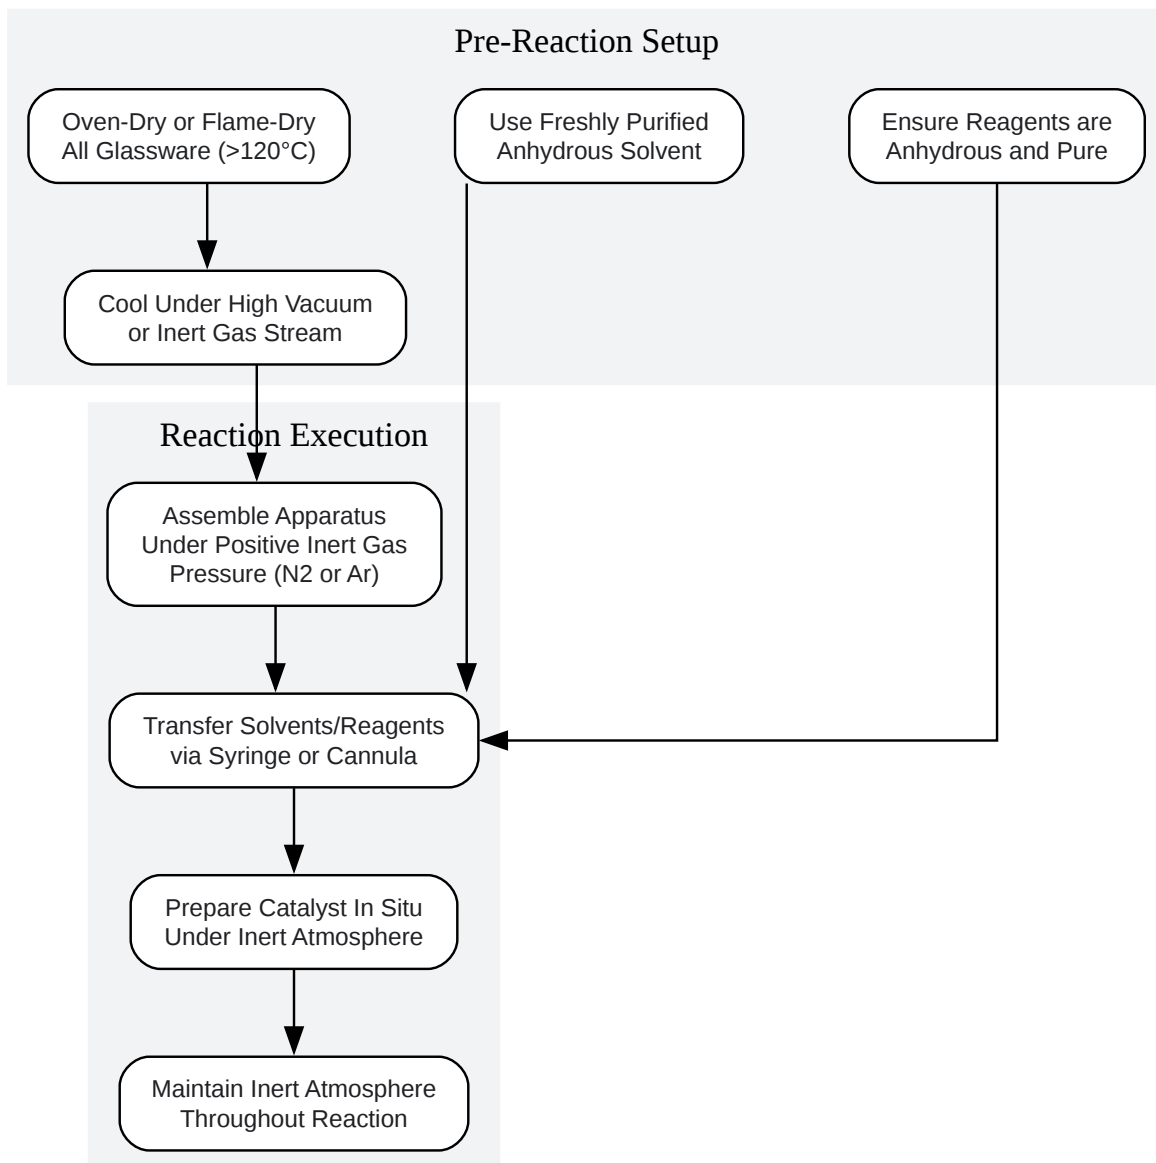 Pre-Reaction Setup
Oven-Dry or Flame-Dry
All Glassware (>120°C)
Use Freshly Purified
Anhydrous Solvent
Ensure Reagents are
Anhydrous and Pure
Cool Under High Vacuum
or Inert Gas Stream
Reaction Execution
Assemble Apparatus
Under Positive Inert Gas
Pressure (N2 or Ar)
Transfer Solvents/Reagents
via Syringe or Cannula
Prepare Catalyst In Situ
Under Inert Atmosphere
Maintain Inert Atmosphere
Throughout Reaction